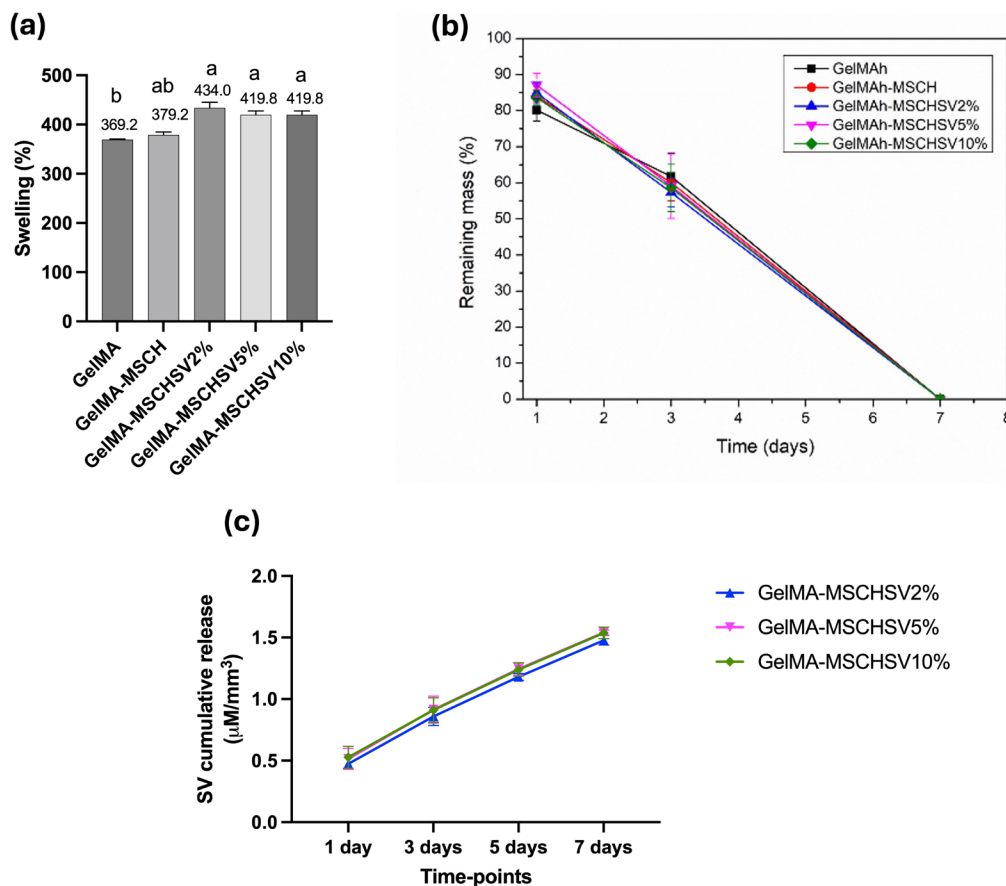 (a)
Swelling (%)
500
400
300
200
100
0
b
369.2
ab
379.2
a
434.0
a
419.8
a
419.8
GelMA
GelMA-MSCH
GelMA-MSCHSV2%
GelMA-MSCHSV5%
GelMA-MSCHSV10%
(b)
Remaining mass (%)
100
90
80
70
60
50
40
30
20
10
0
1
2
3
4
5
6
7
8
Time (days)
GelMAh
GelMAh-MSCH
GelMAh-MSCHSV2%
GelMAh-MSCHSV5%
GelMAh-MSCHSV10%
(c)
SV cumulative release
(μM/mm³)
2.0
1.5
1.0
0.5
0.0
1 day
3 days
5 days
7 days
Time-points
GelMA-MSCHSV2%
GelMA-MSCHSV5%
GelMA-MSCHSV10%